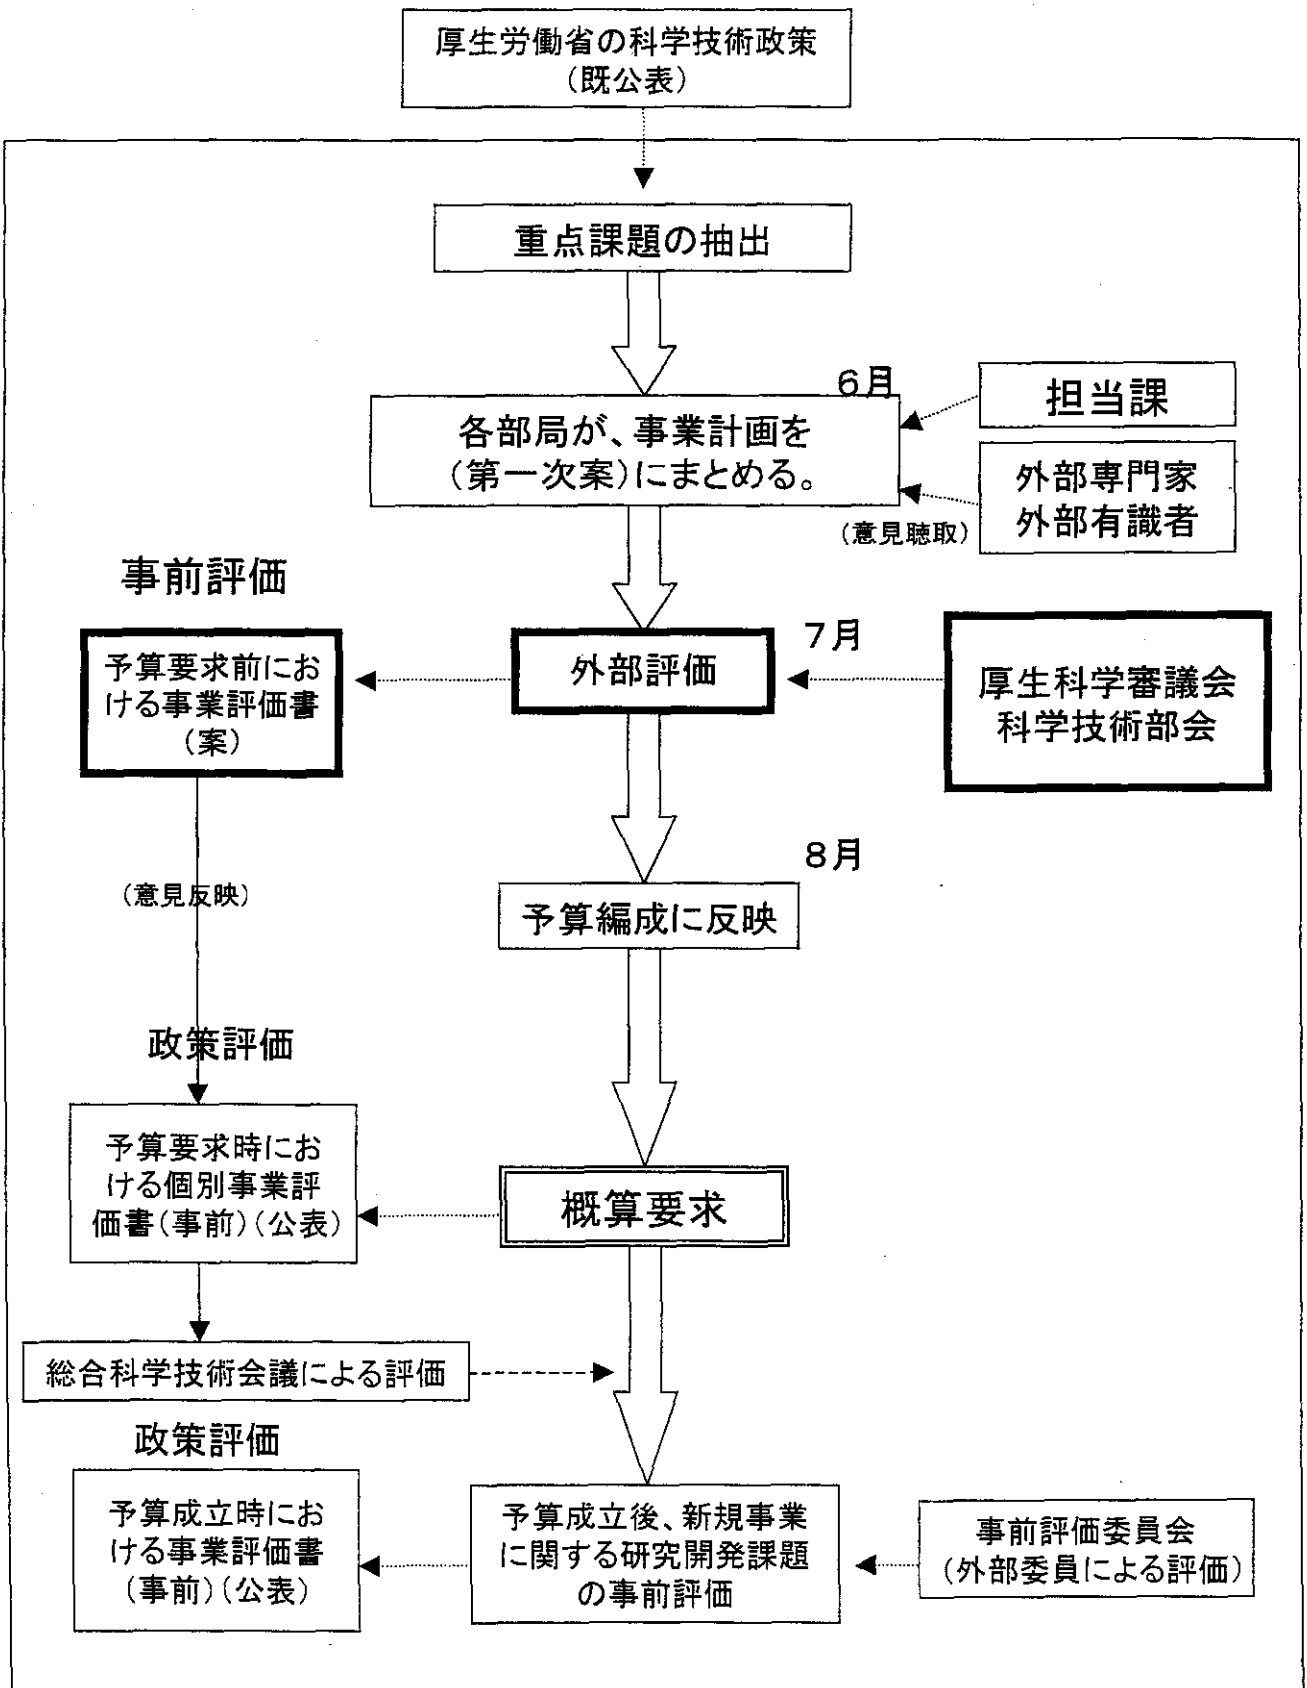 厚生労働省の科学技術政策
(既公表)
重点課題の抽出
6月
各部局が、事業計画を
(第一次案)にまとめる。
担当課
外部専門家
外部有識者
(意見聴取)
事前評価
予算要求前にお
ける事業評価書
(案)
外部評価
7月
厚生科学審議会
科学技術部会
8月
(意見反映)
予算編成に反映
政策評価
予算要求時にお
ける個別事業評
価書(事前)(公表)
概算要求
総合科学技術会議による評価
政策評価
予算成立時にお
ける事業評価書
(事前)(公表)
予算成立後、新規事業
に関する研究開発課題
の事前評価
事前評価委員会
(外部委員による評価)